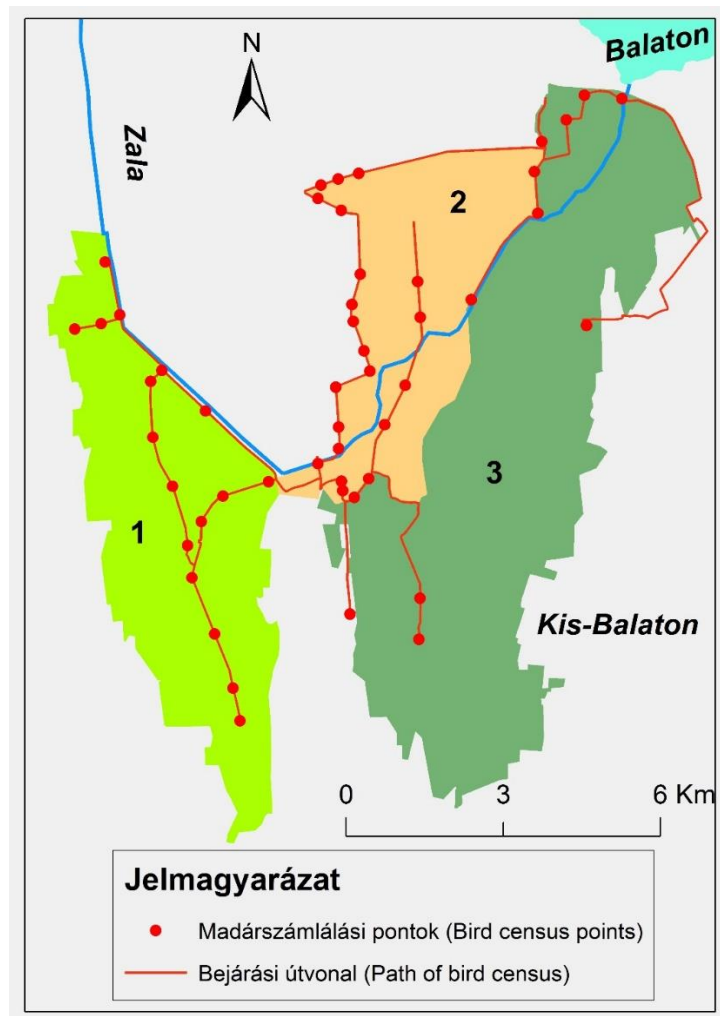 Balaton
N
Zala
2
3
1
Kis-Balaton
0 3 6 Km
Jelmagyarázat
Madárszámlálási pontok (Bird census points)
Bejárási útvonal (Path of bird census)